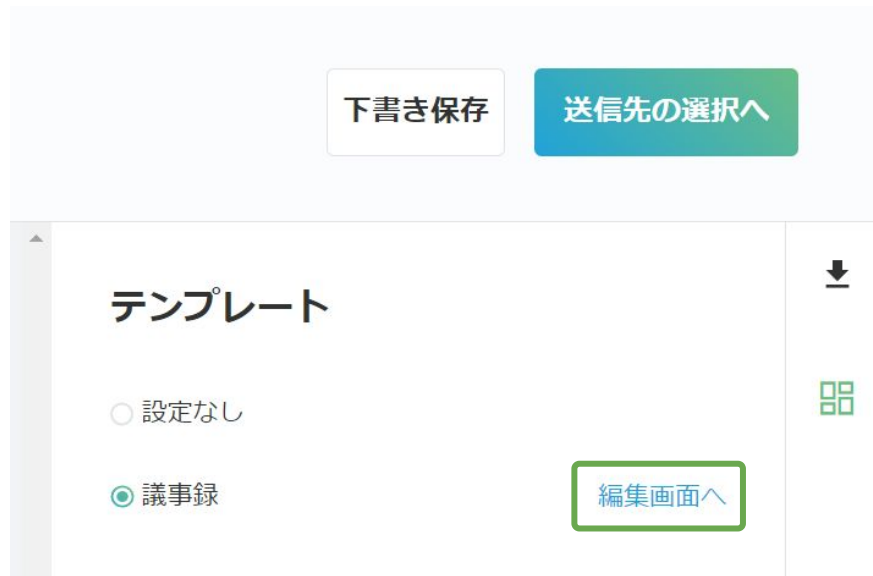 下書き保存
送信先の選択へ
テンプレート
設定なし
議事録
編集画面へ